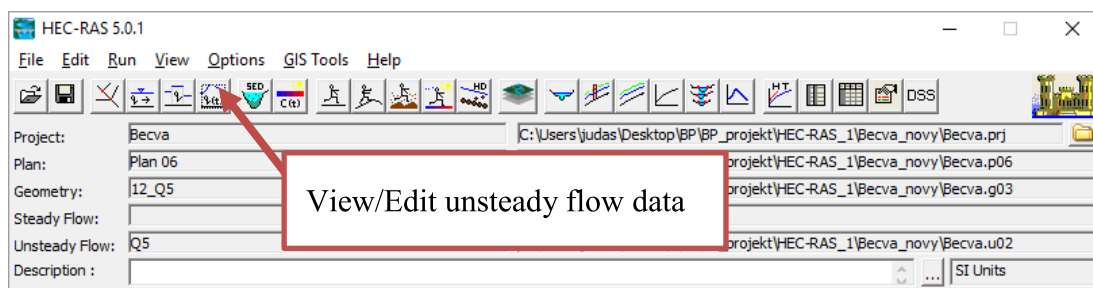 HEC-RAS 5.0.1
File Edit Run View Options GIS Tools Help
SED C(t) HD HT DSS
Project: Becva C:\Users\judas\Desktop\BP\BP_projekt\HEC-RAS_1\Becva_novy\Becva.prj
Plan: Plan 06 projekt\HEC-RAS_1\Becva_novy\Becva.p06
Geometry: 12_Q5 projekt\HEC-RAS_1\Becva_novy\Becva.g03
Steady Flow:
Unsteady Flow: Q5 projekt\HEC-RAS_1\Becva_novy\Becva.u02
Description : ... SI Units
View/Edit unsteady flow data